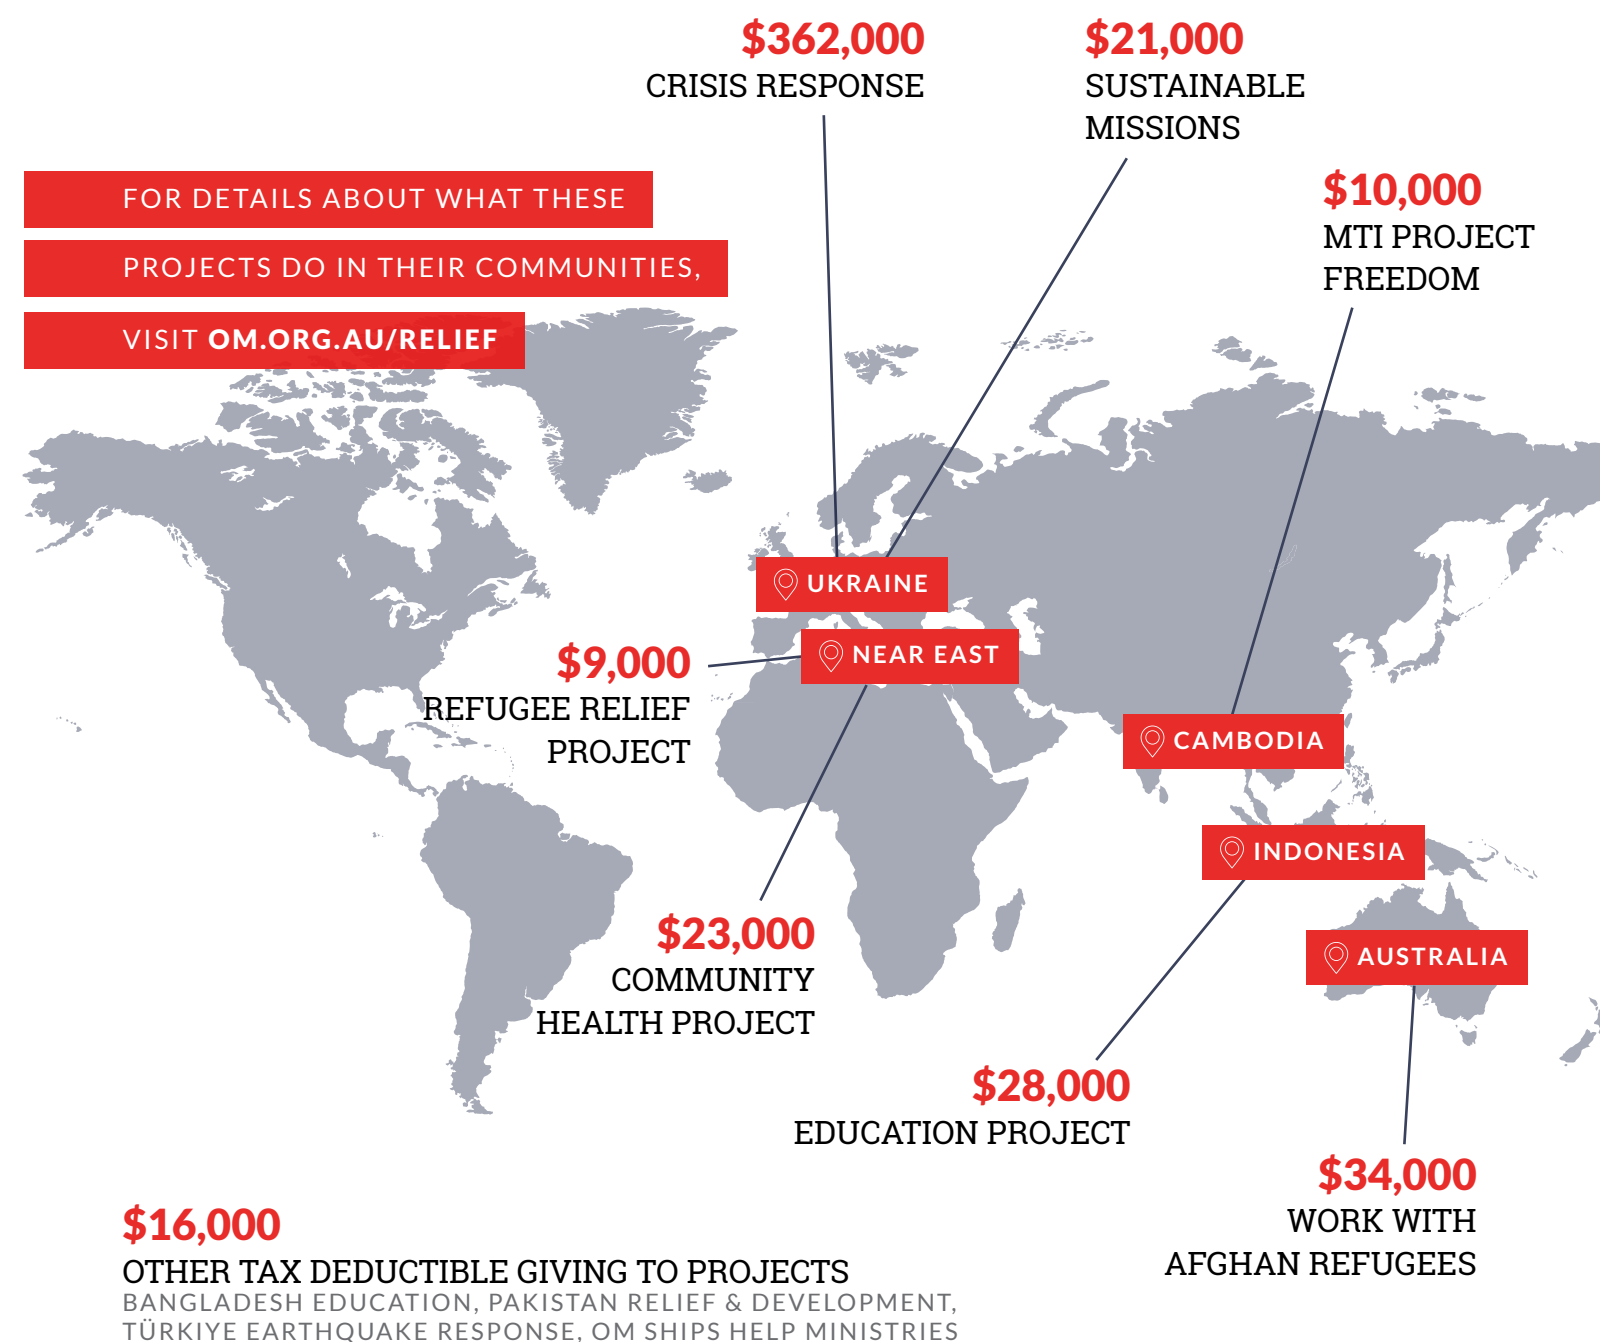 $362,000
CRISIS RESPONSE
$21,000
SUSTAINABLE
MISSIONS
$10,000
MTI PROJECT
FREEDOM
FOR DETAILS ABOUT WHAT THESE
PROJECTS DO IN THEIR COMMUNITIES,
VISIT OM.ORG.AU/RELIEF
UKRAINE
NEAR EAST
$9,000
REFUGEE RELIEF
PROJECT
CAMBODIA
INDONESIA
AUSTRALIA
$23,000
COMMUNITY
HEALTH PROJECT
$28,000
EDUCATION PROJECT
$34,000
WORK WITH
AFGHAN REFUGEES
$16,000
OTHER TAX DEDUCTIBLE GIVING TO PROJECTS
BANGLADESH EDUCATION, PAKISTAN RELIEF & DEVELOPMENT,
TÜRKIYE EARTHQUAKE RESPONSE, OM SHIPS HELP MINISTRIES